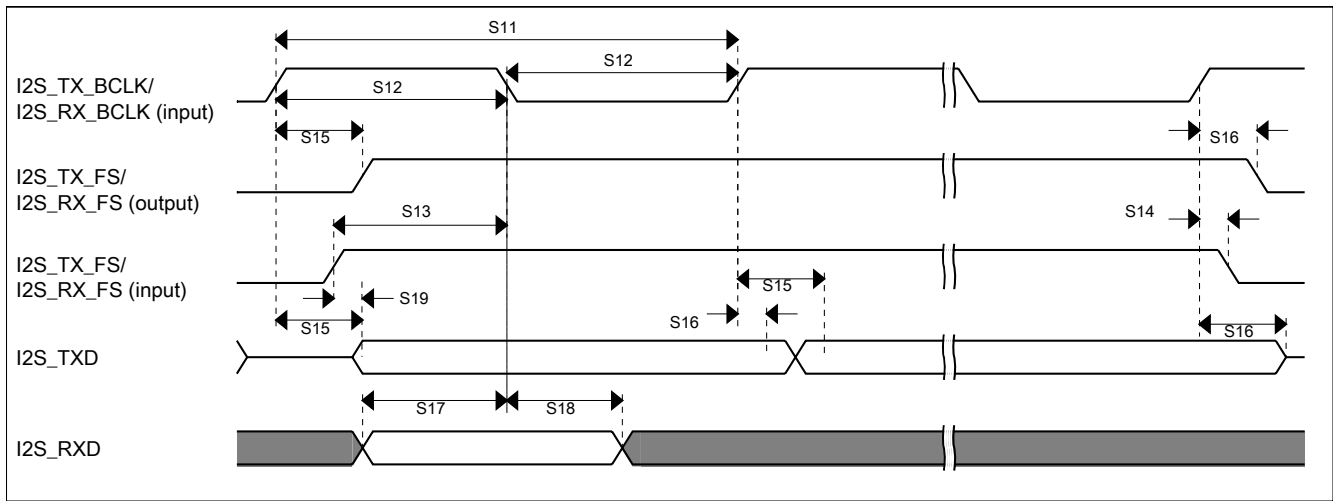 S11
I2S_TX_BCLK/
I2S_RX_BCLK (input)
S12
S12
S15
S16
I2S_TX_FS/
I2S_RX_FS (output)
S13
S14
I2S_TX_FS/
I2S_RX_FS (input)
S19
S15
S15
S16
S16
I2S_TXD
S17
S18
I2S_RXD